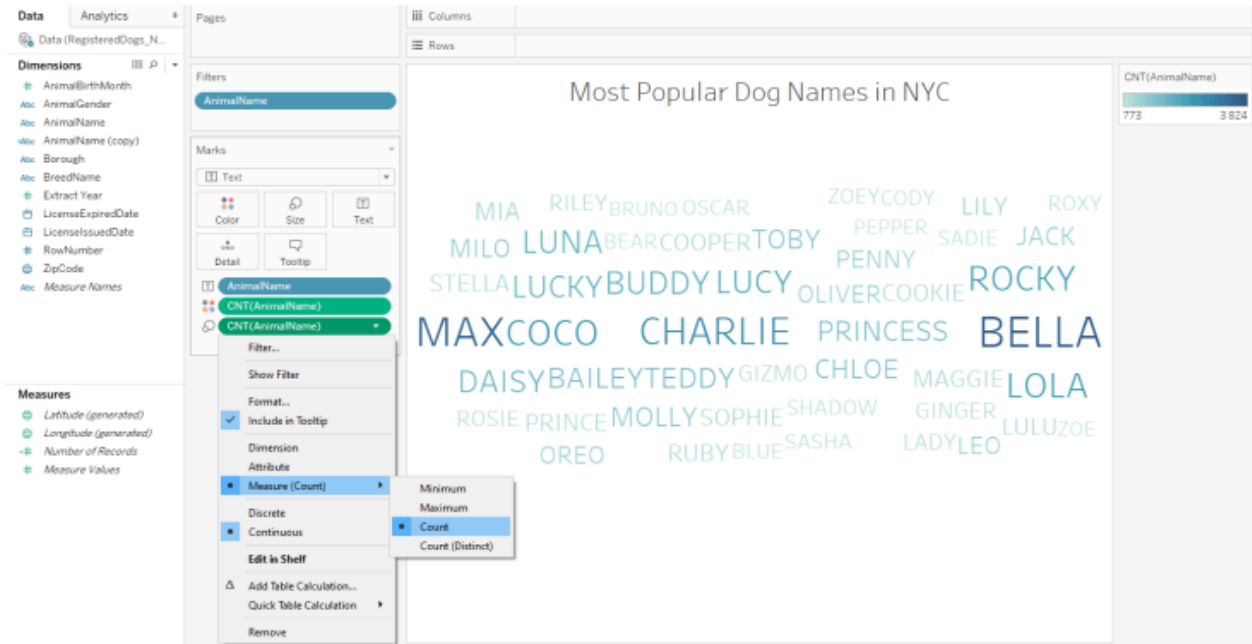 Data Analytics
Data (RegisteredDogs_N...
Dimensions
AnimalBirthMonth
Abc AnimalGender
Abc AnimalName
Abc AnimalName (copy)
Abc Borough
Abc BreedName
Extract Year
LicenseExpiredDate
LicenseIssuedDate
RowNumber
ZipCode
Abc Measure Names
Measures
Latitude (generated)
Longitude (generated)
Number of Records
Measure Values
Pages
Filters
AnimalName
Marks
T Text
Color Size Text
Detail Tooltip
AnimalName
CNT(AnimalName)
CNT(AnimalName)
Filter...
Show Filter
Format...
Include in Tooltip
Dimension
Attribute
Measure (Count)
Discrete
Continuous
Edit in Shelf
Add Table Calculation...
Quick Table Calculation
Remove
Minimum
Maximum
Count
Count (Distinct)
Columns
Rows
Most Popular Dog Names in NYC
MIA RILEY BRUNO OSCAR ZOEY CODY LILY ROXY
MILO LUNA BEAR COOPER TOBY PEPPER SADIE JACK
PENNY
STELLA LUCKY BUDDY LUCY OLIVER COOKIE ROCKY
MAX COCO CHARLIE PRINCESS BELLA
DAISY BAILEY TEDDY GIZMO CHLOE MAGGIE LOLA
ROSIE PRINCE MOLLY SOPHIE SHADOW GINGER LULU ZOE
OREO RUBY BLUE SASHA LADY LEO
CNT(AnimalName)
773 3 824